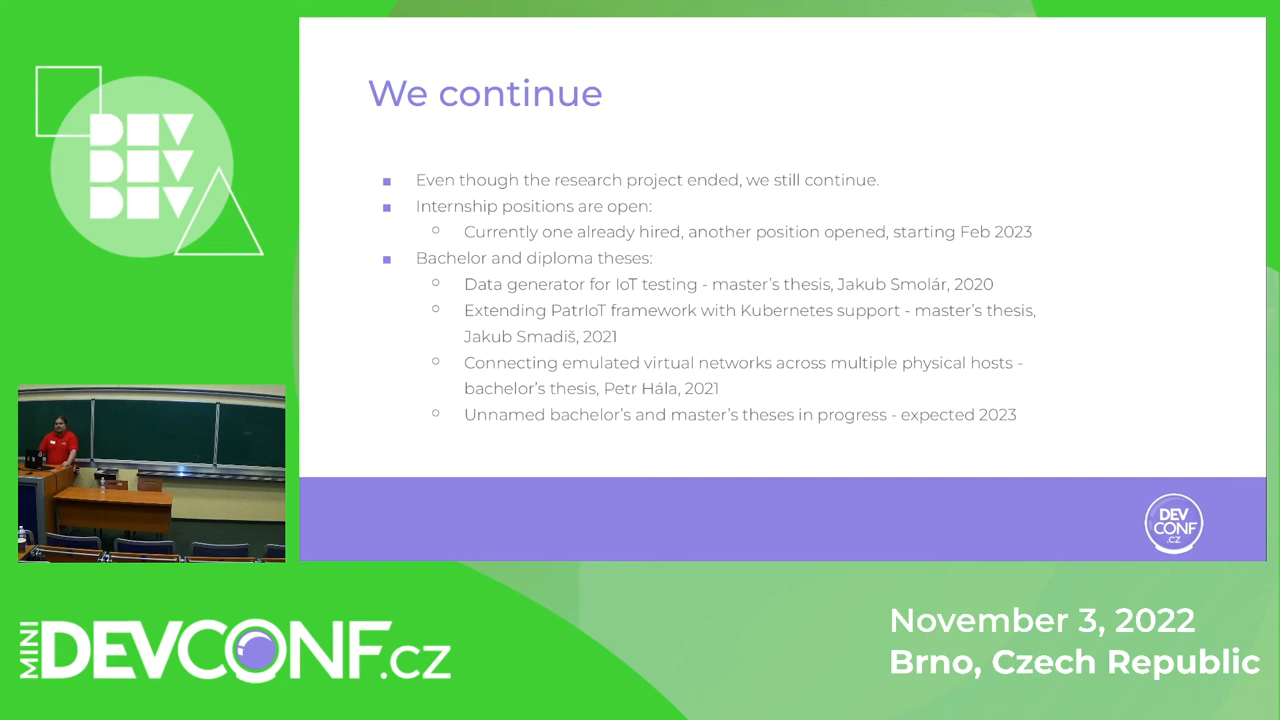 DEV
DEV
DEV
We continue
Even though the research project ended, we still continue.
Internship positions are open:
Currently one already hired, another position opened, starting Feb 2023
Bachelor and diploma theses:
Data generator for IoT testing - master's thesis, Jakub Smolár, 2020
Extending PatrIoT framework with Kubernetes support - master's thesis,
Jakub Smadiš, 2021
Connecting emulated virtual networks across multiple physical hosts -
bachelor's thesis, Petr Hála, 2021
Unnamed bachelor's and master's theses in progress - expected 2023
DEV
CONF
.CZ
MINI
DEVCONF.CZ
November 3, 2022
Brno, Czech Republic